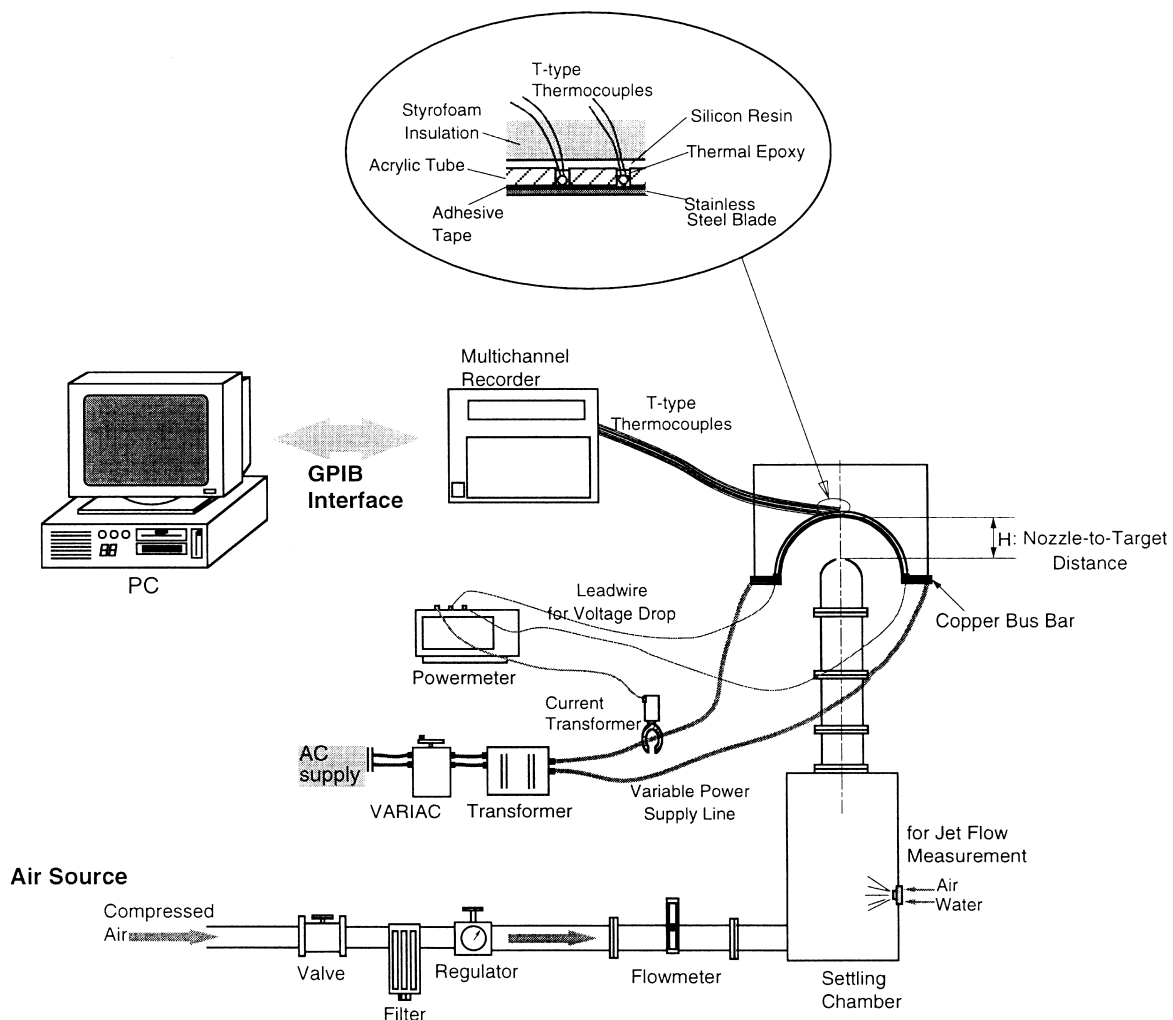 T-type
Thermocouples
Styrofoam
Insulation
Silicon Resin
Thermal Epoxy
Acrylic Tube
Stainless
Steel Blade
Adhesive
Tape
Multichannel
Recorder
T-type
Thermocouples
GPIB
Interface
PC
H: Nozzle-to-Target
Distance
Copper Bus Bar
Leadwire
for Voltage Drop
Powermeter
Current
Transformer
AC
supply
VARIAC
Transformer
Variable Power
Supply Line
for Jet Flow
Measurement
Air
Water
Air Source
Compressed
Air
Valve
Filter
Regulator
Flowmeter
Settling
Chamber